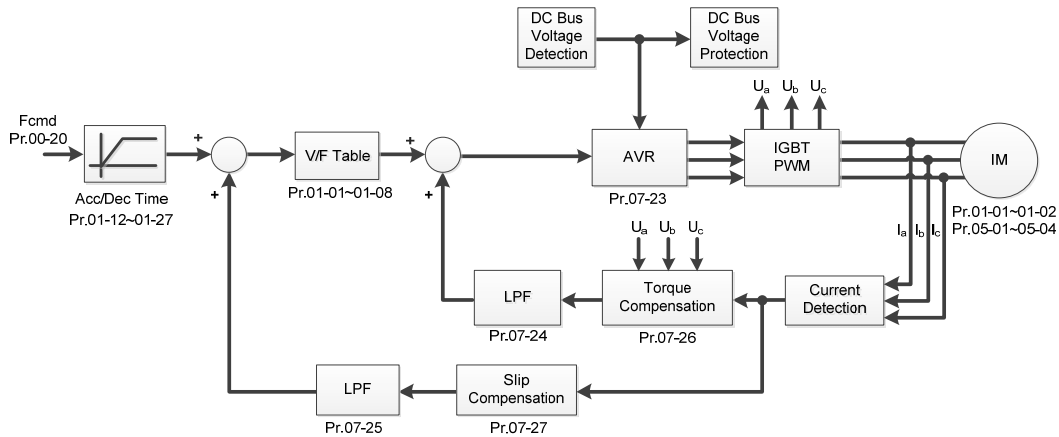 DC Bus
Voltage
Detection
DC Bus
Voltage
Protection
Ua Ub Uc
Fcmd
Pr.00-20
+
+
V/F Table
+
+
AVR
IGBT
PWM
IM
Acc/Dec Time
Pr.01-12~01-27
Pr.01-01~01-08
Pr.07-23
Pr.01-01~01-02
Pr.05-01~05-04
Ua Ub Uc
Ia Ib Ic
LPF
Torque
Compensation
Current
Detection
Pr.07-24
Pr.07-26
LPF
Slip
Compensation
Pr.07-25
Pr.07-27